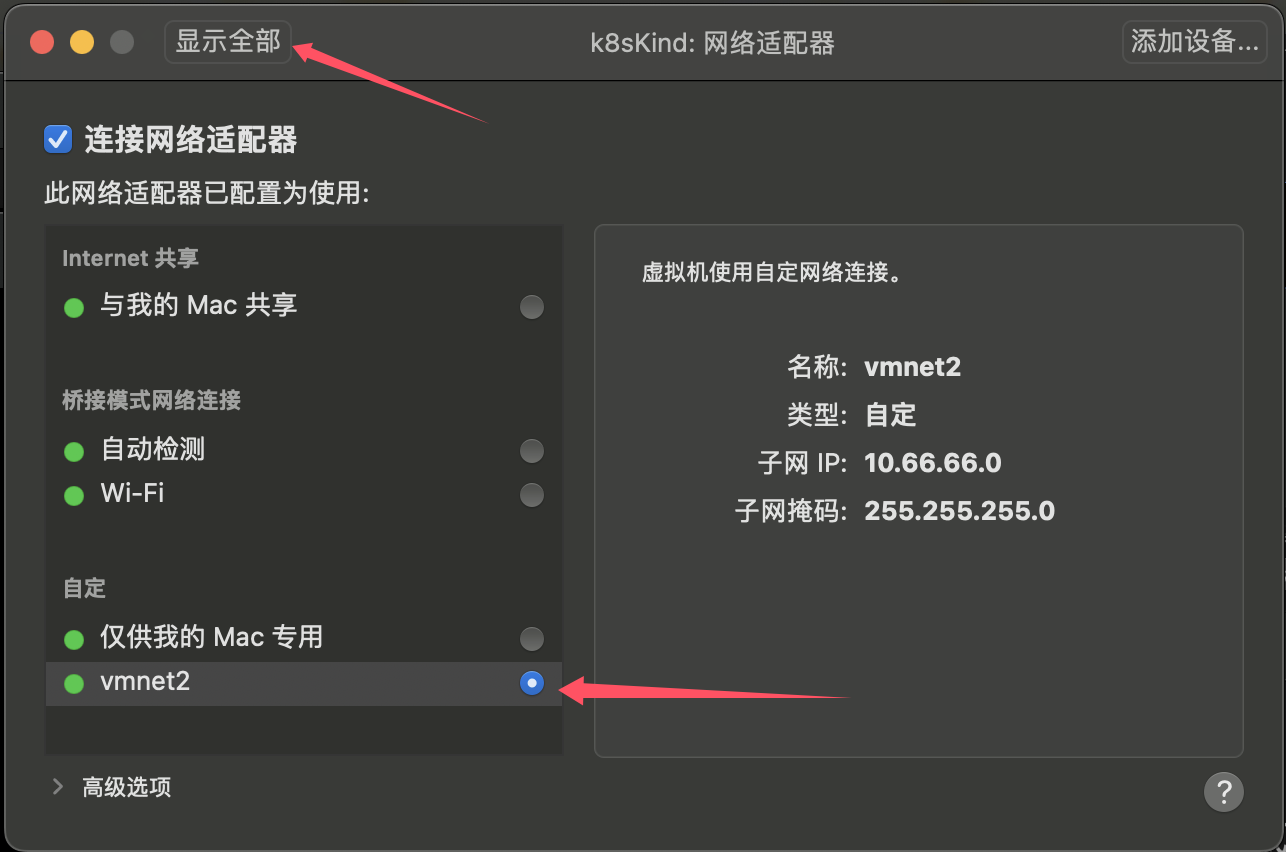 显示全部
k8sKind: 网络适配器
添加设备...
连接网络适配器
此网络适配器已配置为使用:
Internet 共享
与我的 Mac 共享
桥接模式网络连接
自动检测
Wi-Fi
自定
仅供我的 Mac 专用
vmnet2
高级选项
虚拟机使用自定网络连接。
名称: vmnet2
类型: 自定
子网 IP: 10.66.66.0
子网掩码: 255.255.255.0
?